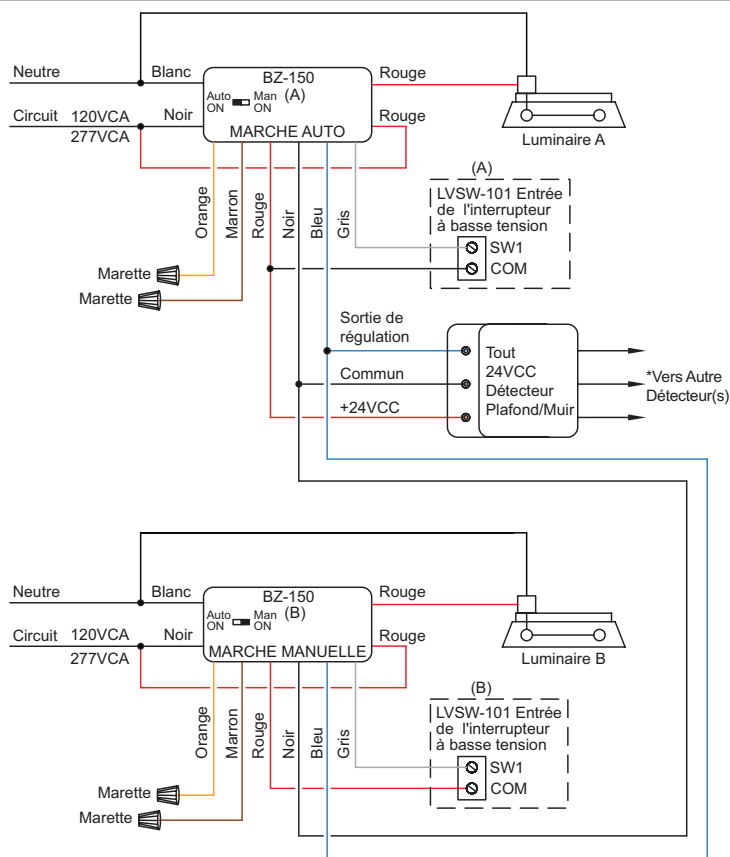 Neutre
Blanc
BZ-150
(A)
Auto
ON
Man
ON
Rouge
Circuit
120VCA
277VCA
Noir
MARCHE AUTO
Rouge
Luminaire A
Orange
Marron
Rouge
Noir
Bleu
Gris
(A)
LVSW-101 Entrée
de l'interrupteur
à basse tension
SW1
COM
Marette
Marette
Sortie de
régulation
Commun
+24VCC
Tout
24VCC
Détecteur
Plafond/Muir
*Vers Autre
Détecteur(s)
Neutre
Blanc
BZ-150
(B)
Auto
ON
Man
ON
Rouge
Circuit
120VCA
277VCA
Noir
MARCHE MANUELLE
Rouge
Luminaire B
Orange
Marron
Rouge
Noir
Bleu
Gris
(B)
LVSW-101 Entrée
de l'interrupteur
à basse tension
SW1
COM
Marette
Marette